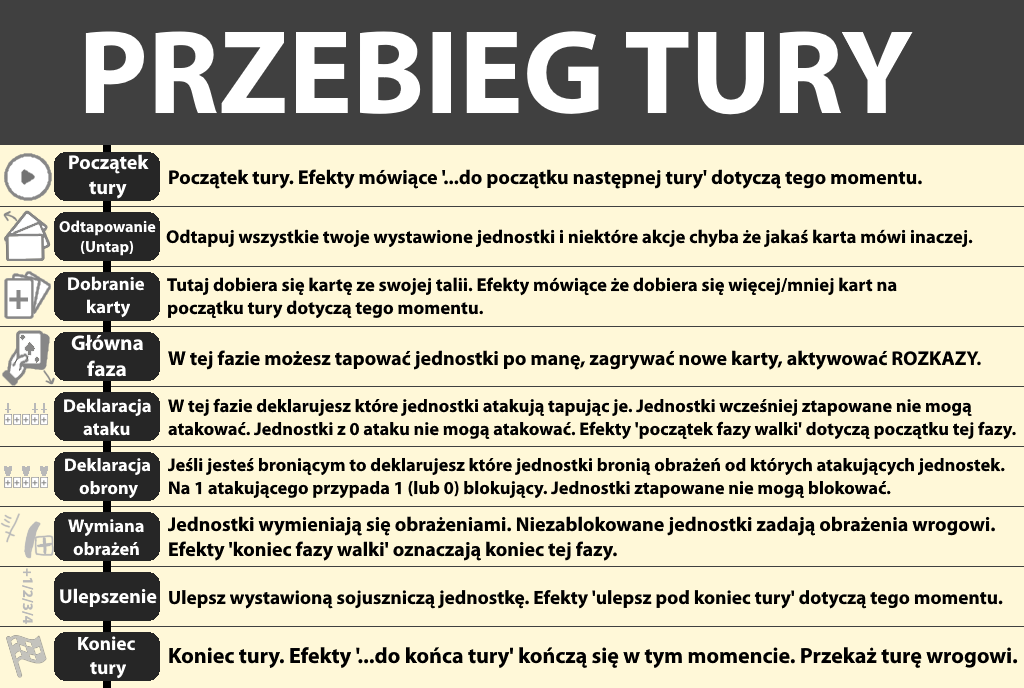 PRZEBIEG TURY
Początek
tury
Początek tury. Efekty mówiące '...do początku następnej tury' dotyczą tego momentu.
Odtapowanie
(Untap)
Odtapuj wszystkie twoje wystawione jednostki i niektóre akcje chyba że jakaś karta mówi inaczej.
Dobranie
karty
Tutaj dobiera się kartę ze swojej talii. Efekty mówiące że dobiera się więcej/mniej kart na
początku tury dotyczą tego momentu.
Główna
faza
W tej fazie możesz tapować jednostki po manę, zagrywać nowe karty, aktywować ROZKAZY.
Deklaracja
ataku
W tej fazie deklarujesz które jednostki atakują tapując je. Jednostki wcześniej ztapowane nie mogą
atakować. Jednostki z 0 ataku nie mogą atakować. Efekty 'początek fazy walki' dotyczą początku tej fazy.
Deklaracja
obrony
Jeśli jesteś broniącym to deklarujesz które jednostki bronią obrażeń od których atakujących jednostek.
Na 1 atakującego przypada 1 (lub 0) blokujący. Jednostki ztapowane nie mogą blokować.
Wymiana
obrażeń
Jednostki wymieniają się obrażeniami. Niezablokowane jednostki zadają obrażenia wrogowi.
Efekty 'koniec fazy walki' oznaczają koniec tej fazy.
+1/2/3/4
Ulepszenie
Ulepsz wystawioną sojuszniczą jednostkę. Efekty 'ulepsz pod koniec tury' dotyczą tego momentu.
Koniec
tury
Koniec tury. Efekty '...do końca tury' kończą się w tym momencie. Przekaż turę wrogowi.